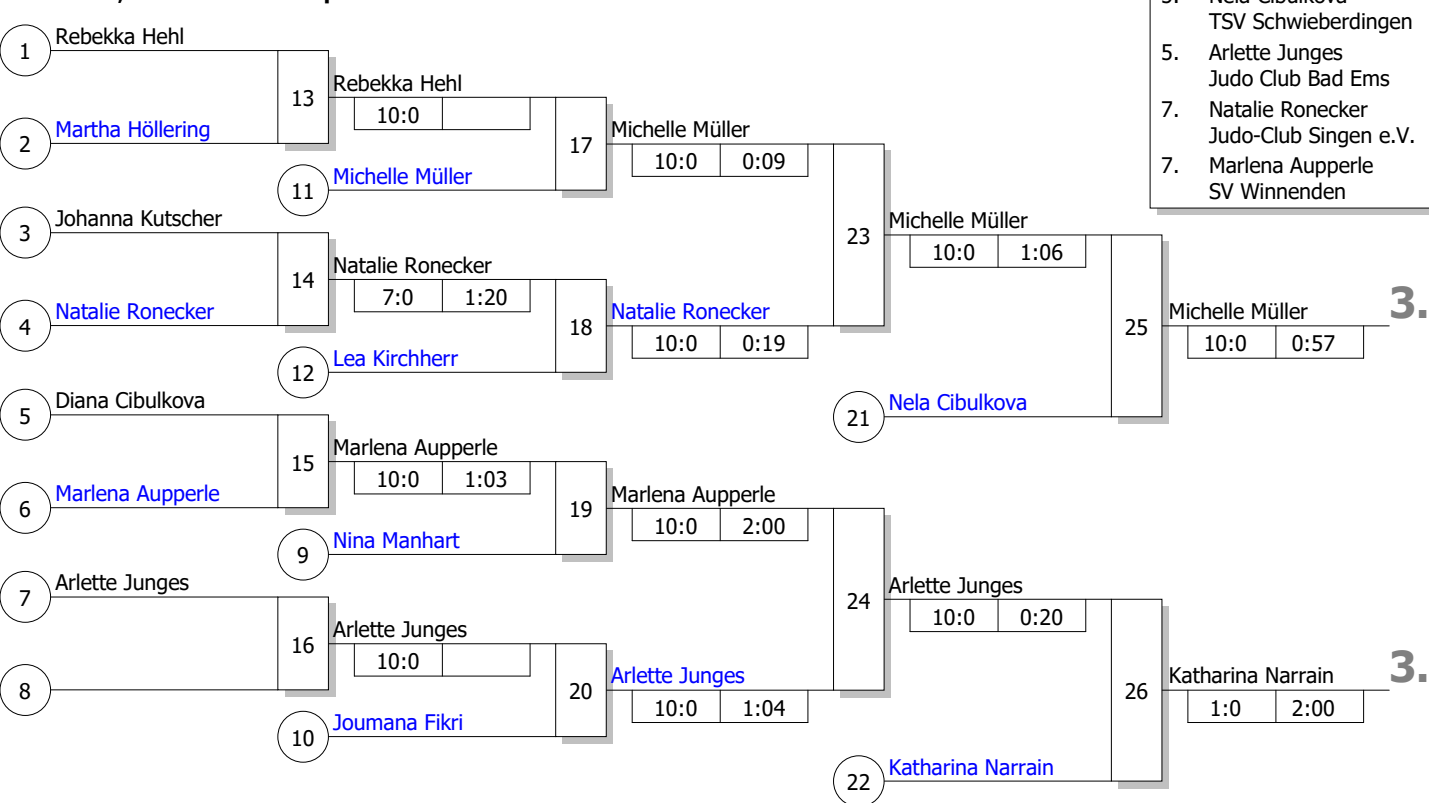 5. Nela Cibulkova
TSV Schwieberdingen
5. Arlette Junges
Judo Club Bad Ems
7. Natalie Ronecker
Judo-Club Singen e.V.
7. Marlena Aupperle
SV Winnenden
1 Rebekka Hehl
13 Rebekka Hehl
10:0
2 Martha Höllering
17 Michelle Müller
10:0 0:09
11 Michelle Müller
3 Johanna Kutscher
14 Natalie Ronecker
7:0 1:20
4 Natalie Ronecker
18 Natalie Ronecker
10:0 0:19
12 Lea Kirchherr
23 Michelle Müller
10:0 1:06
25 Michelle Müller 3.
10:0 0:57
21 Nela Cibulkova
5 Diana Cibulkova
15 Marlena Aupperle
10:0 1:03
6 Marlena Aupperle
19 Marlena Aupperle
10:0 2:00
9 Nina Manhart
7 Arlette Junges
16 Arlette Junges
10:0
8
20 Arlette Junges
10:0 1:04
10 Joumana Fikri
24 Arlette Junges
10:0 0:20
26 Katharina Narrain 3.
1:0 2:00
22 Katharina Narrain